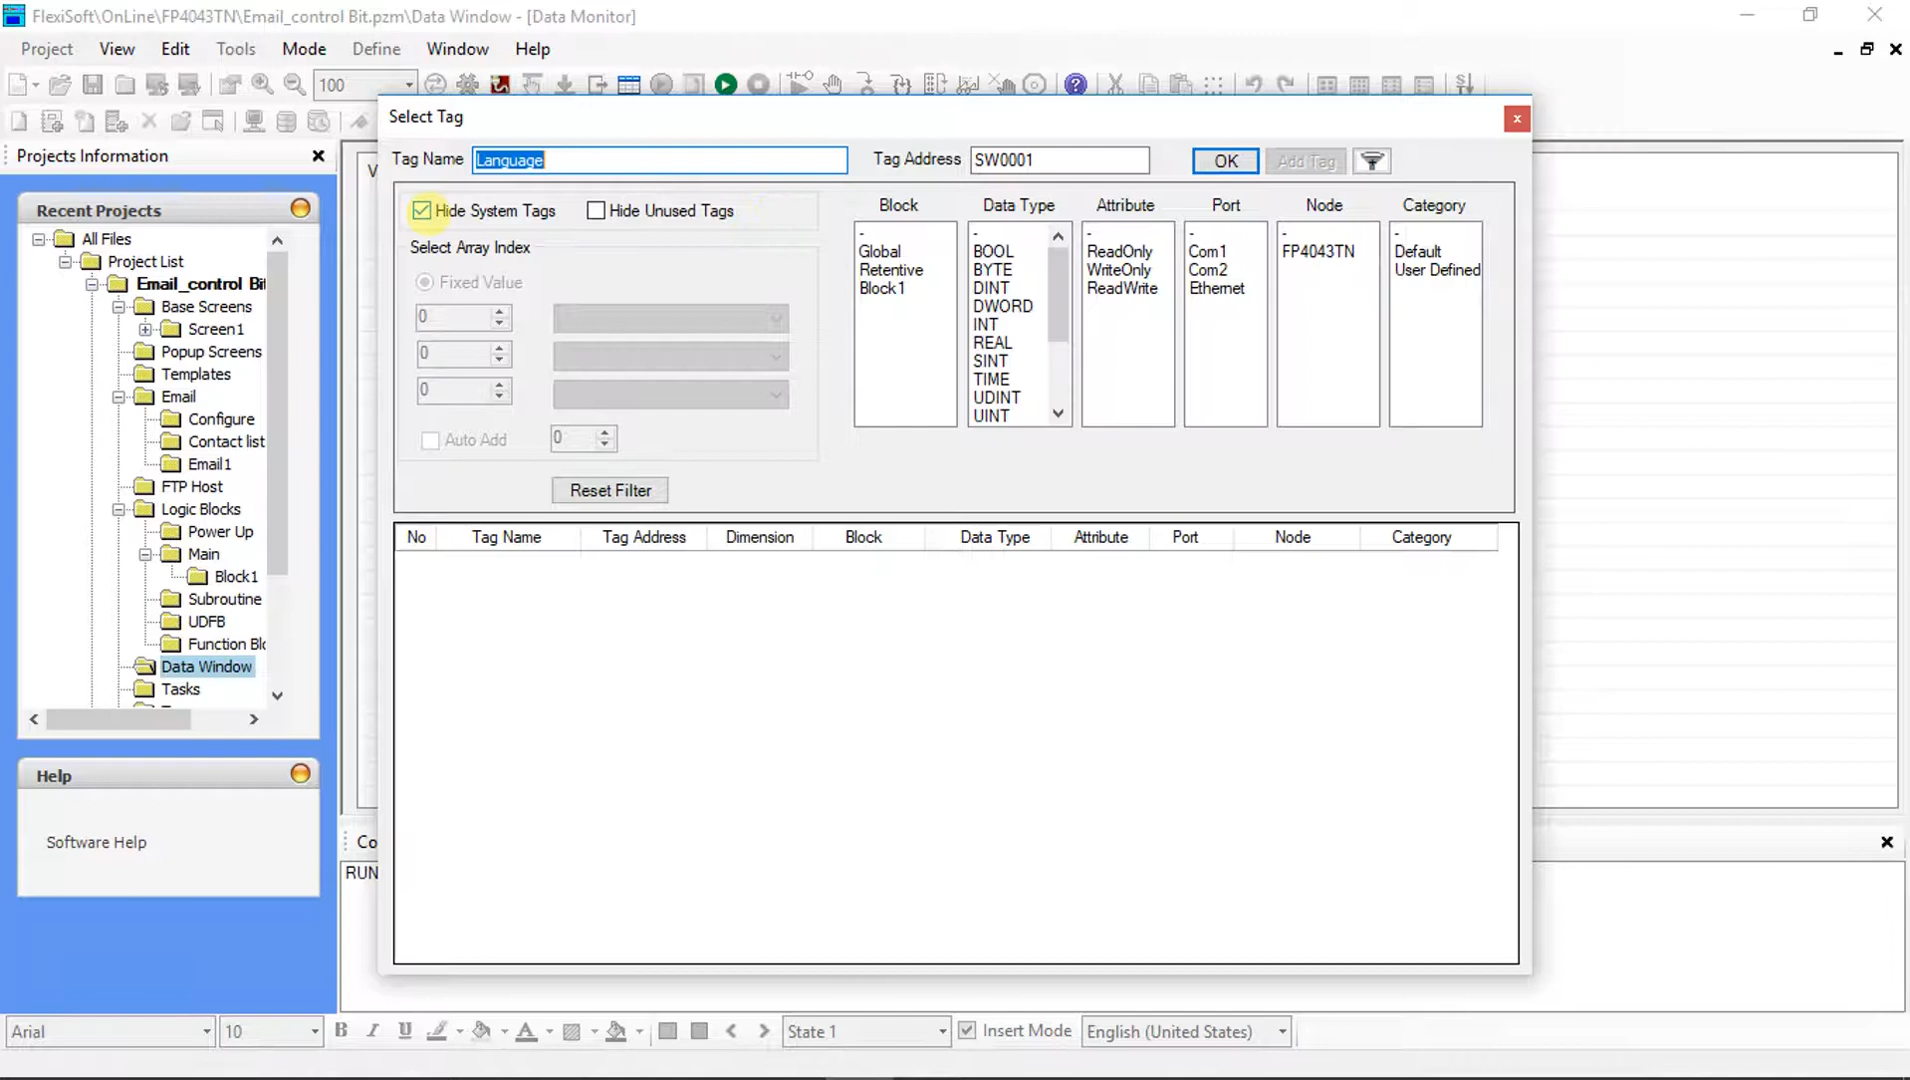 FlexiSoft\OnLine\FP4043TN\Email_control Bit.pzm\Data Window - [Data Monitor]
Project View Edit Tools Mode Define Window Help
100
Projects Information
Recent Projects
All Files
Project List
Email_control Bi
Base Screens
Screen1
Popup Screens
Templates
Email
Configure
Contact list
Email1
FTP Host
Logic Blocks
Power Up
Main
Block1
Subroutine
UDFB
Function Blo
Data Window
Tasks
Help
Software Help
Select Tag
Tag Name Language Tag Address SW0001 OK Add Tag
Hide System Tags Hide Unused Tags
Select Array Index
Fixed Value
0
0
0
Auto Add 0
Reset Filter
Block
-
Global
Retentive
Block1
Data Type
-
BOOL
BYTE
DINT
DWORD
INT
REAL
SINT
TIME
UDINT
UINT
Attribute
-
ReadOnly
WriteOnly
ReadWrite
Port
-
Com1
Com2
Ethernet
Node
-
FP4043TN
Category
-
Default
User Defined
No Tag Name Tag Address Dimension Block Data Type Attribute Port Node Category
V
Co
RUN
Arial 10 B I U A State 1 Insert Mode English (United States)